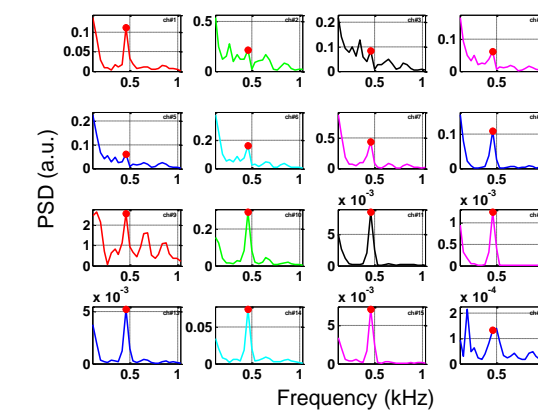 ch#1 ch#2 ch#3
0.1 0.05 0 0.5 1
0.5 0 0.5 1
0.2 0.1 0 0.5 1
0.1 0 0.5
ch#5 ch#6 ch#7
0.2 0.1 0 0.5 1
0.2 0 0.5 1
0.5 0 0.5 1
0.1 0 0.5
PSD (a.u.)
x 10⁻³ x 10⁻³
ch#9 ch#10 ch#11
2 1 0 0.5 1
0.2 0.1 0 0.5 1
5 0 0.5 1
1 0.5 0 0.5
x 10⁻³ x 10⁻³ x 10⁻⁴
ch#13 ch#14 ch#15
5 0 0.5 1
0.05 0 0.5 1
5 0 0.5 1
2 1 0 0.5
Frequency (kHz)